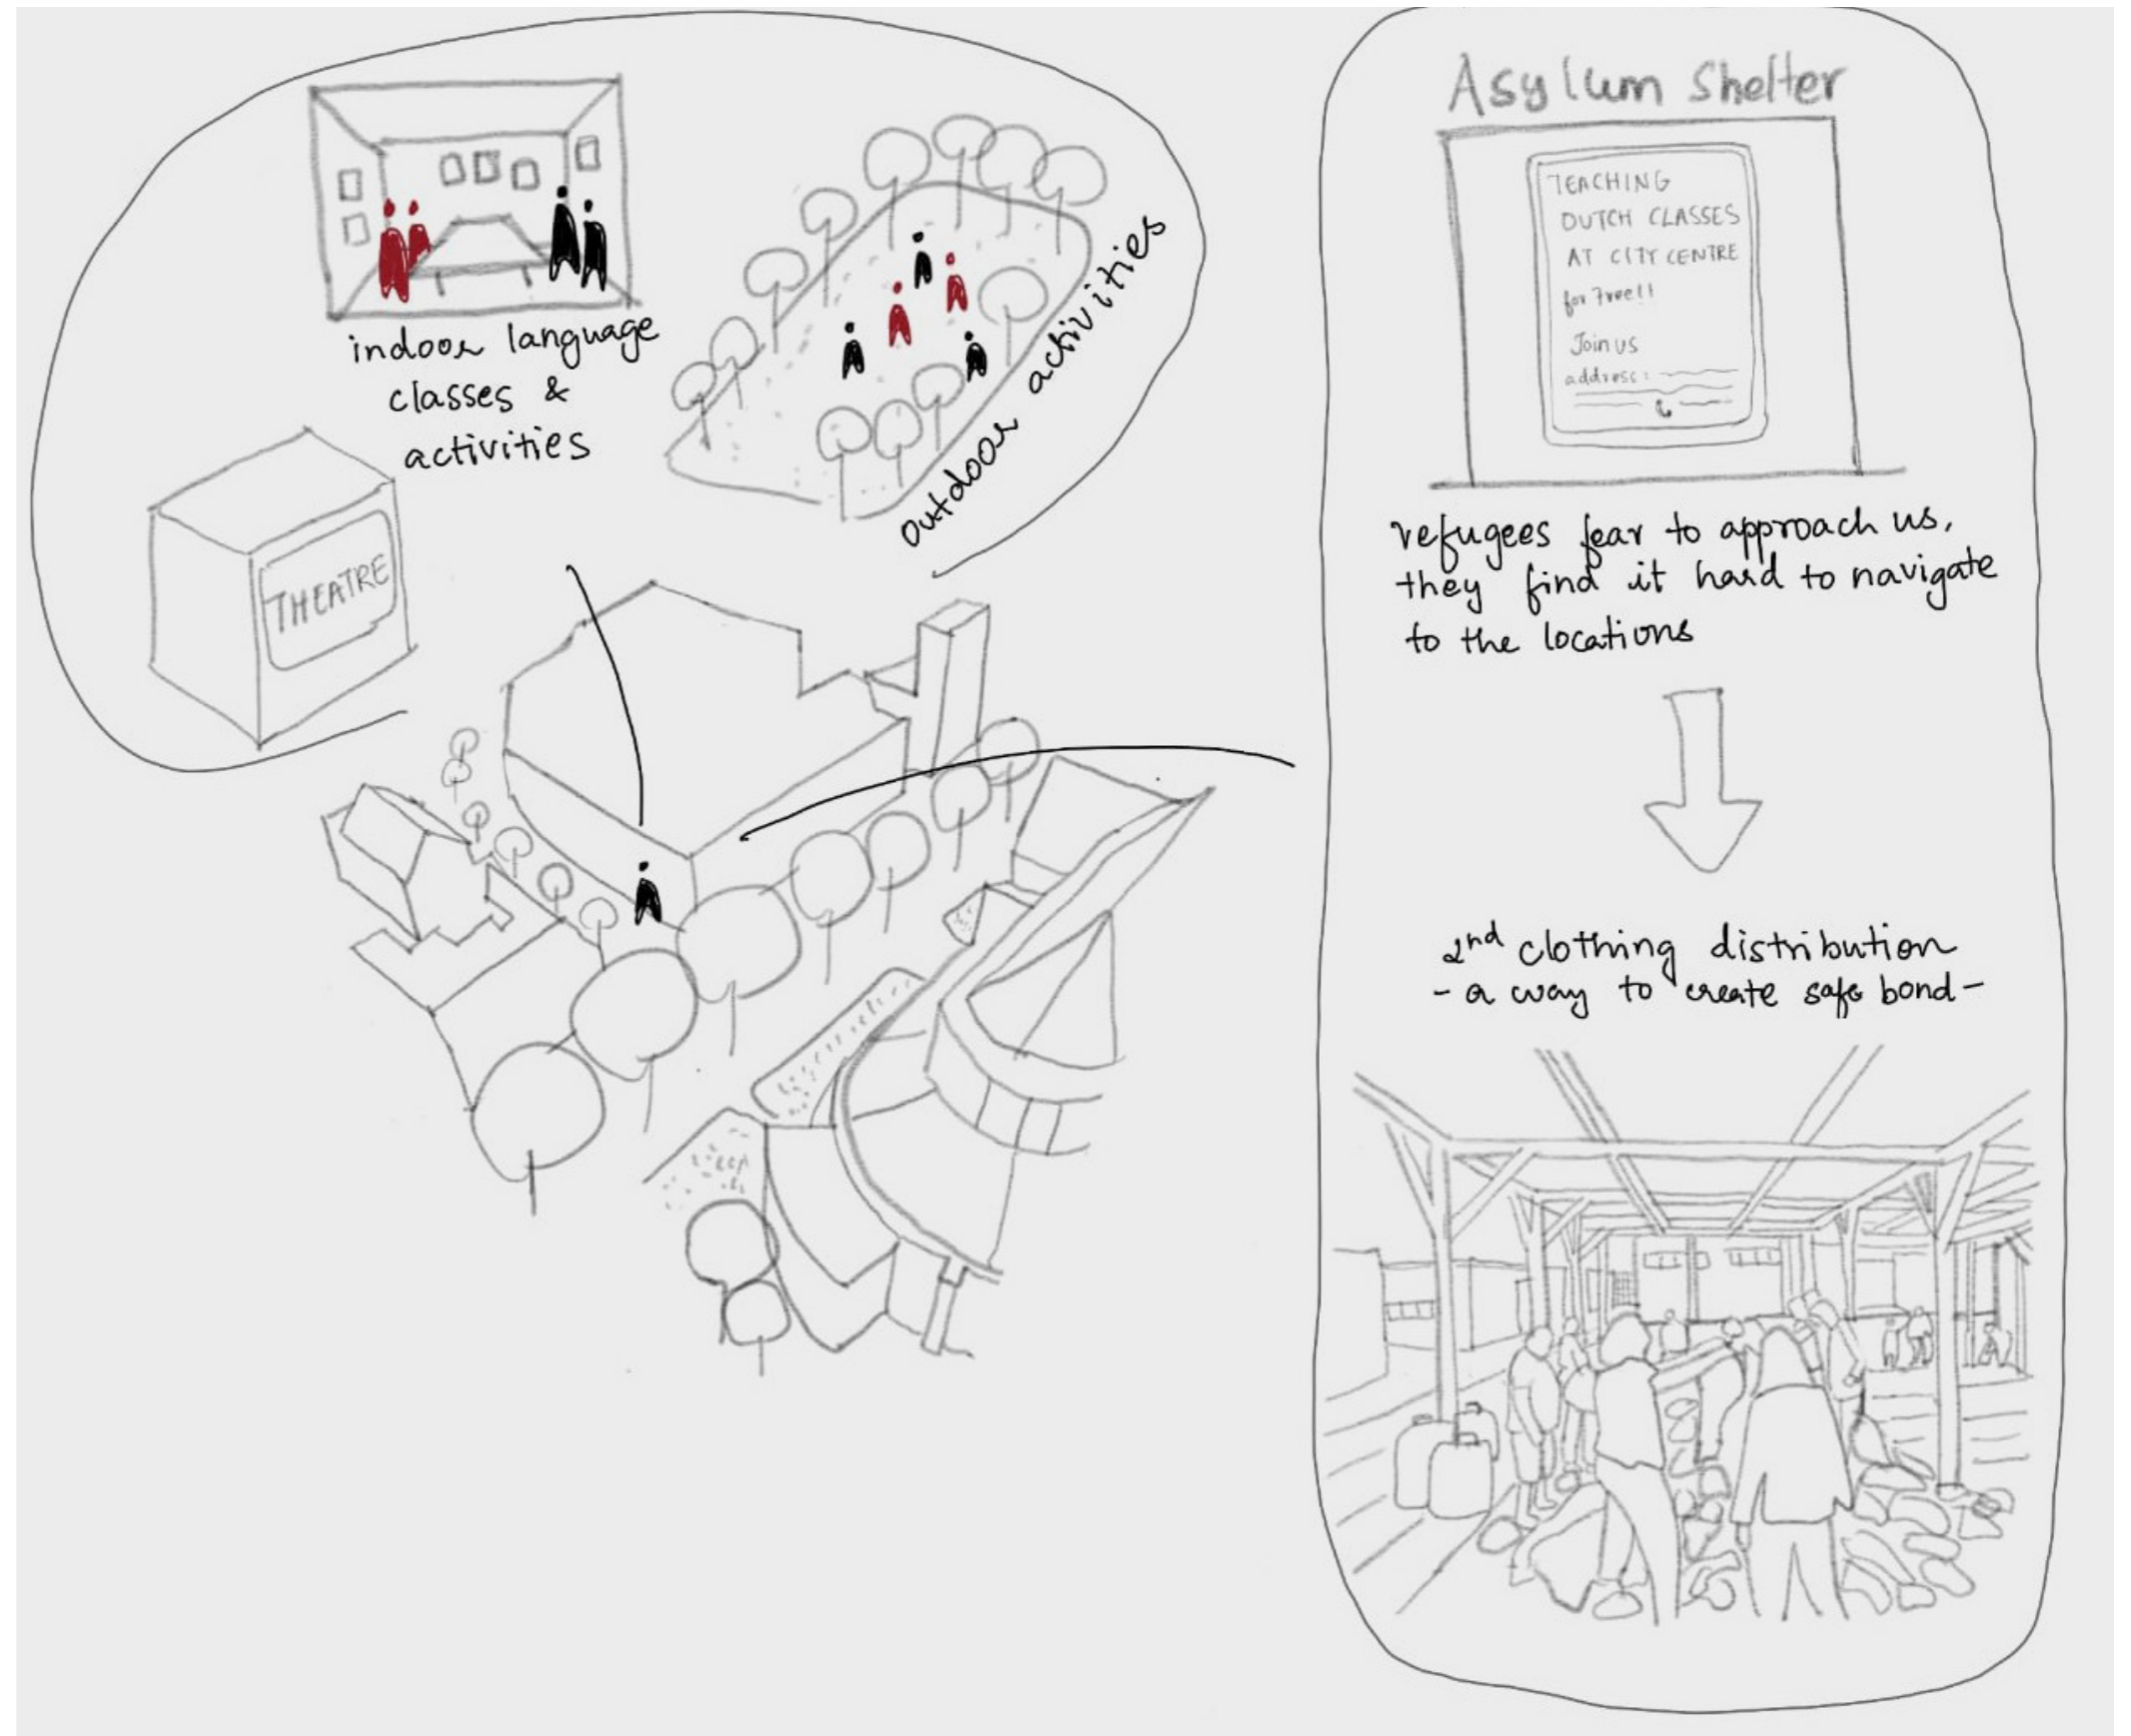 indoor language
classes &
activities
THEATRE
outdoor activities
Asylum Shelter
TEACHING
DUTCH CLASSES
AT CITY CENTRE
for Free!!
Join us
address:
refugees fear to approach us,
they find it hard to navigate
to the locations
2nd clothing distribution
- a way to create safe bond -